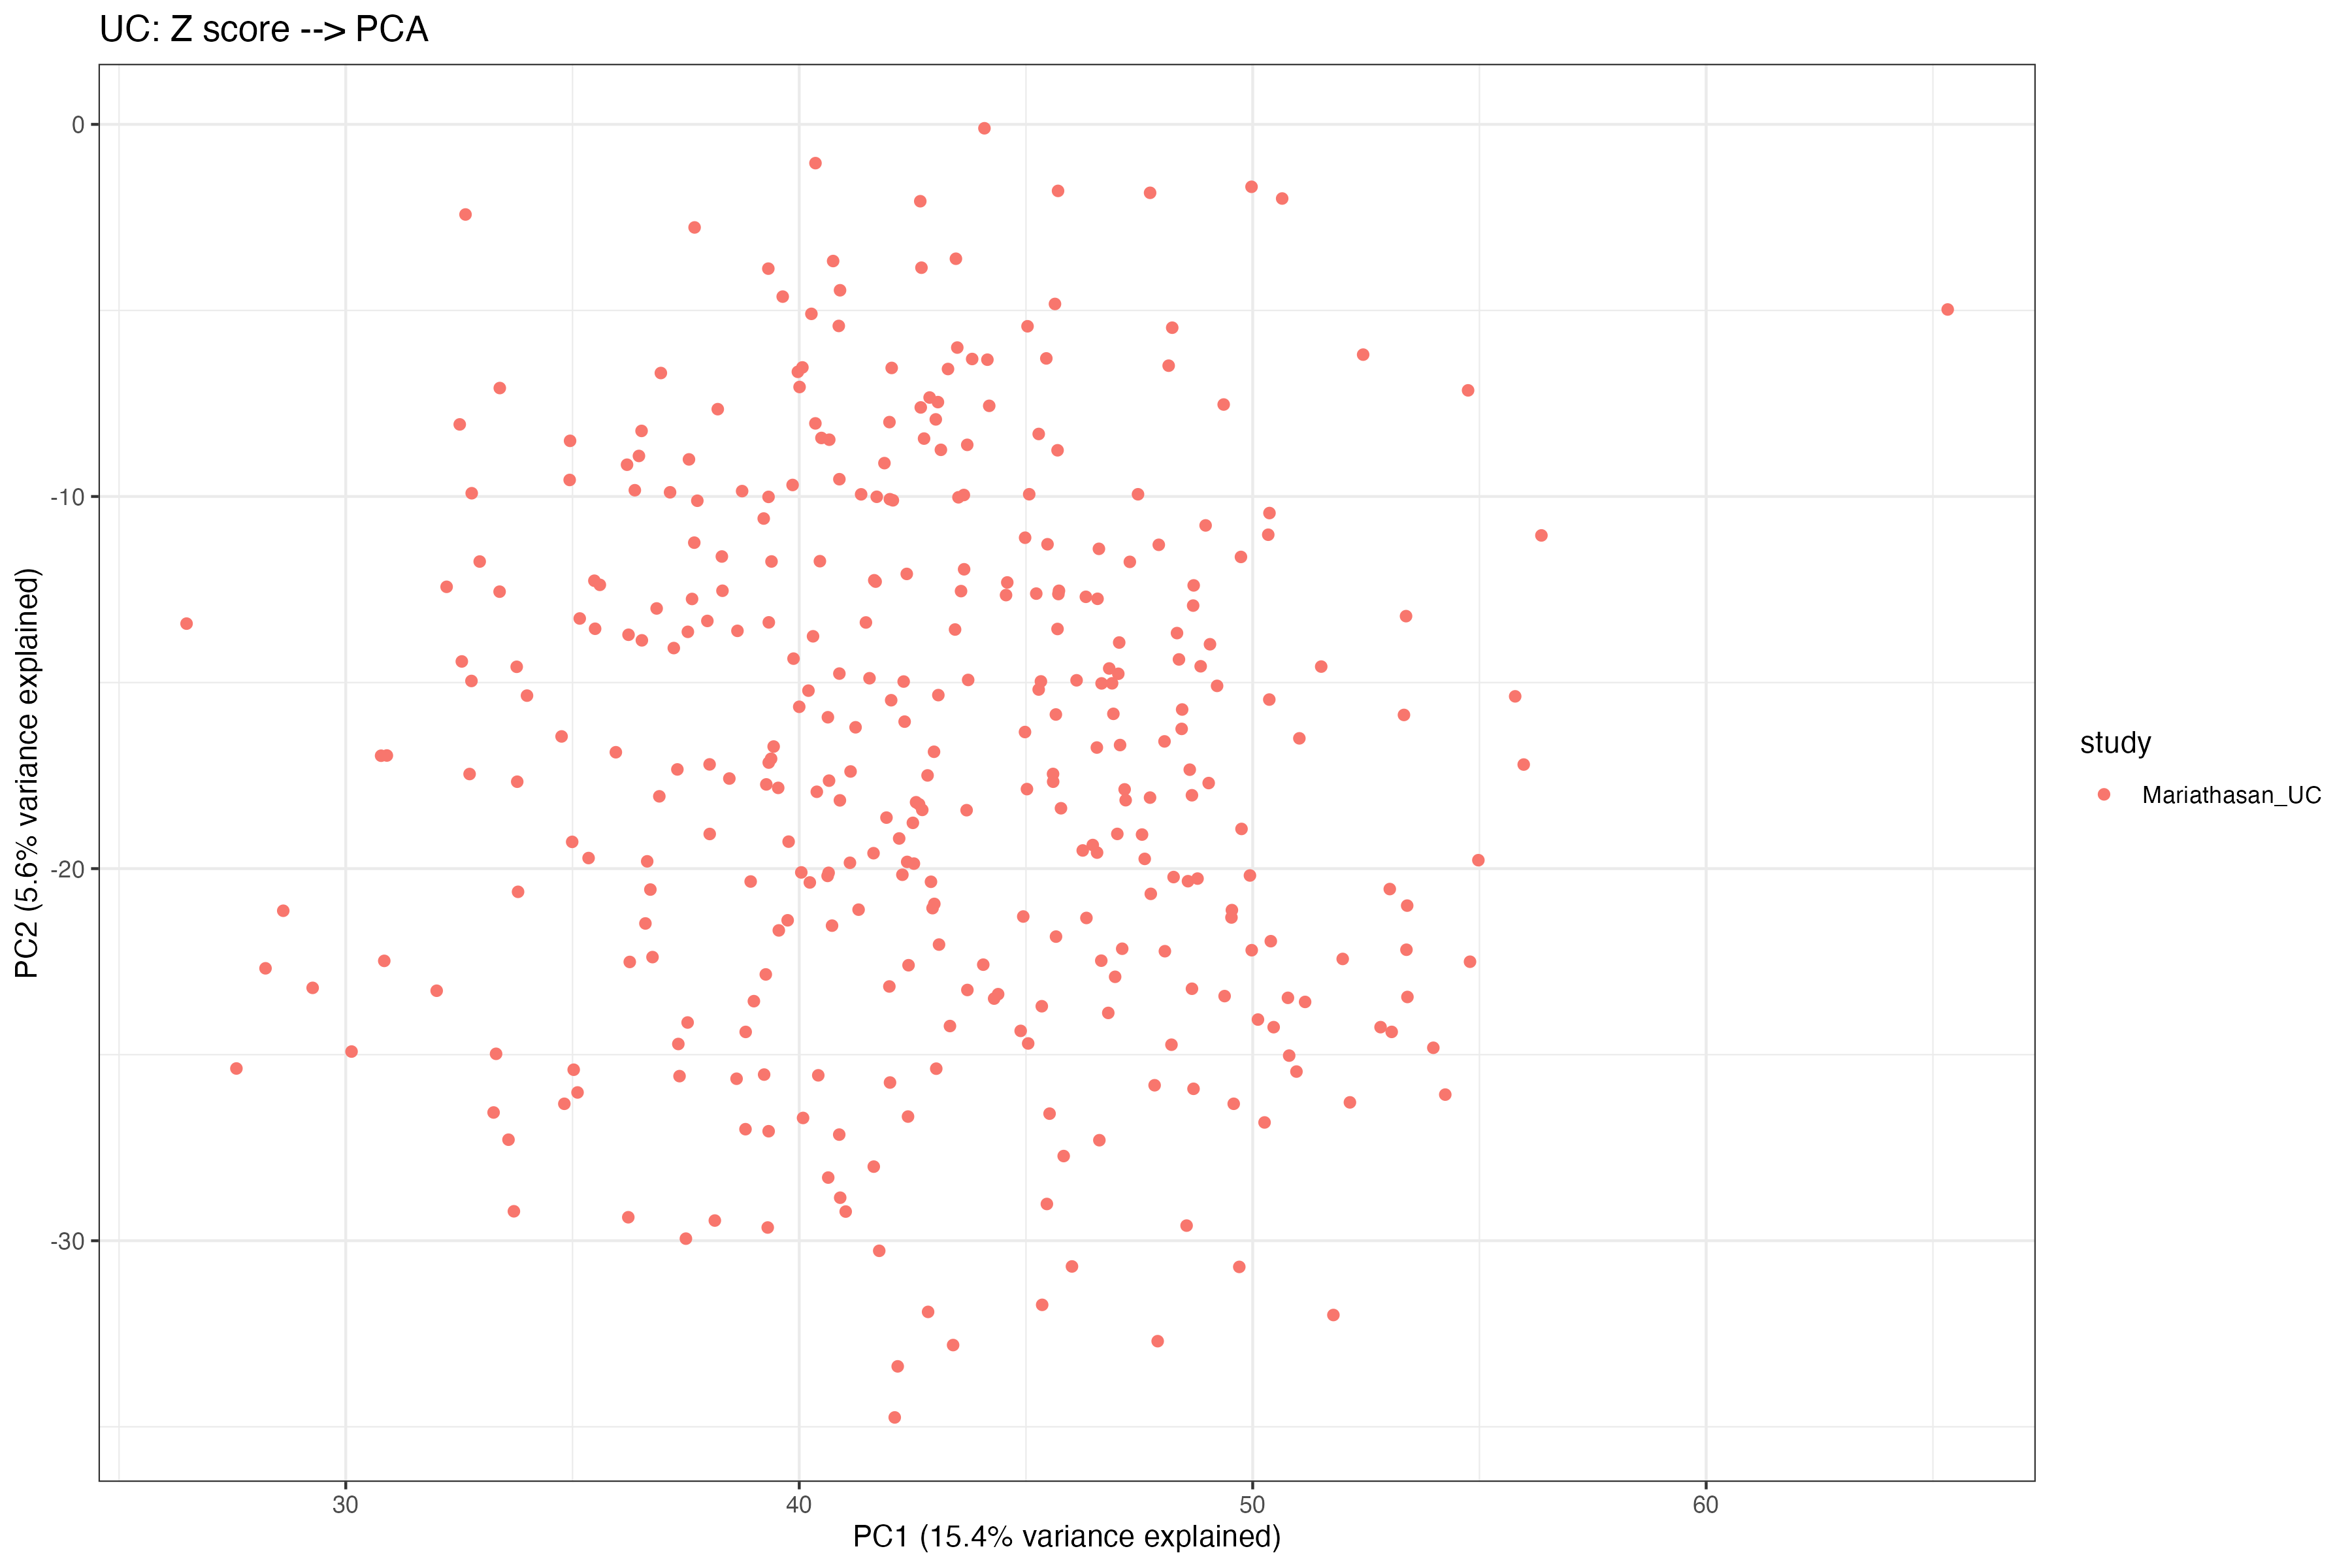 UC: Z score --> PCA
0
-10
-20
-30
PC2 (5.6% variance explained)
30
40
50
60
PC1 (15.4% variance explained)
study
Mariathasan_UC